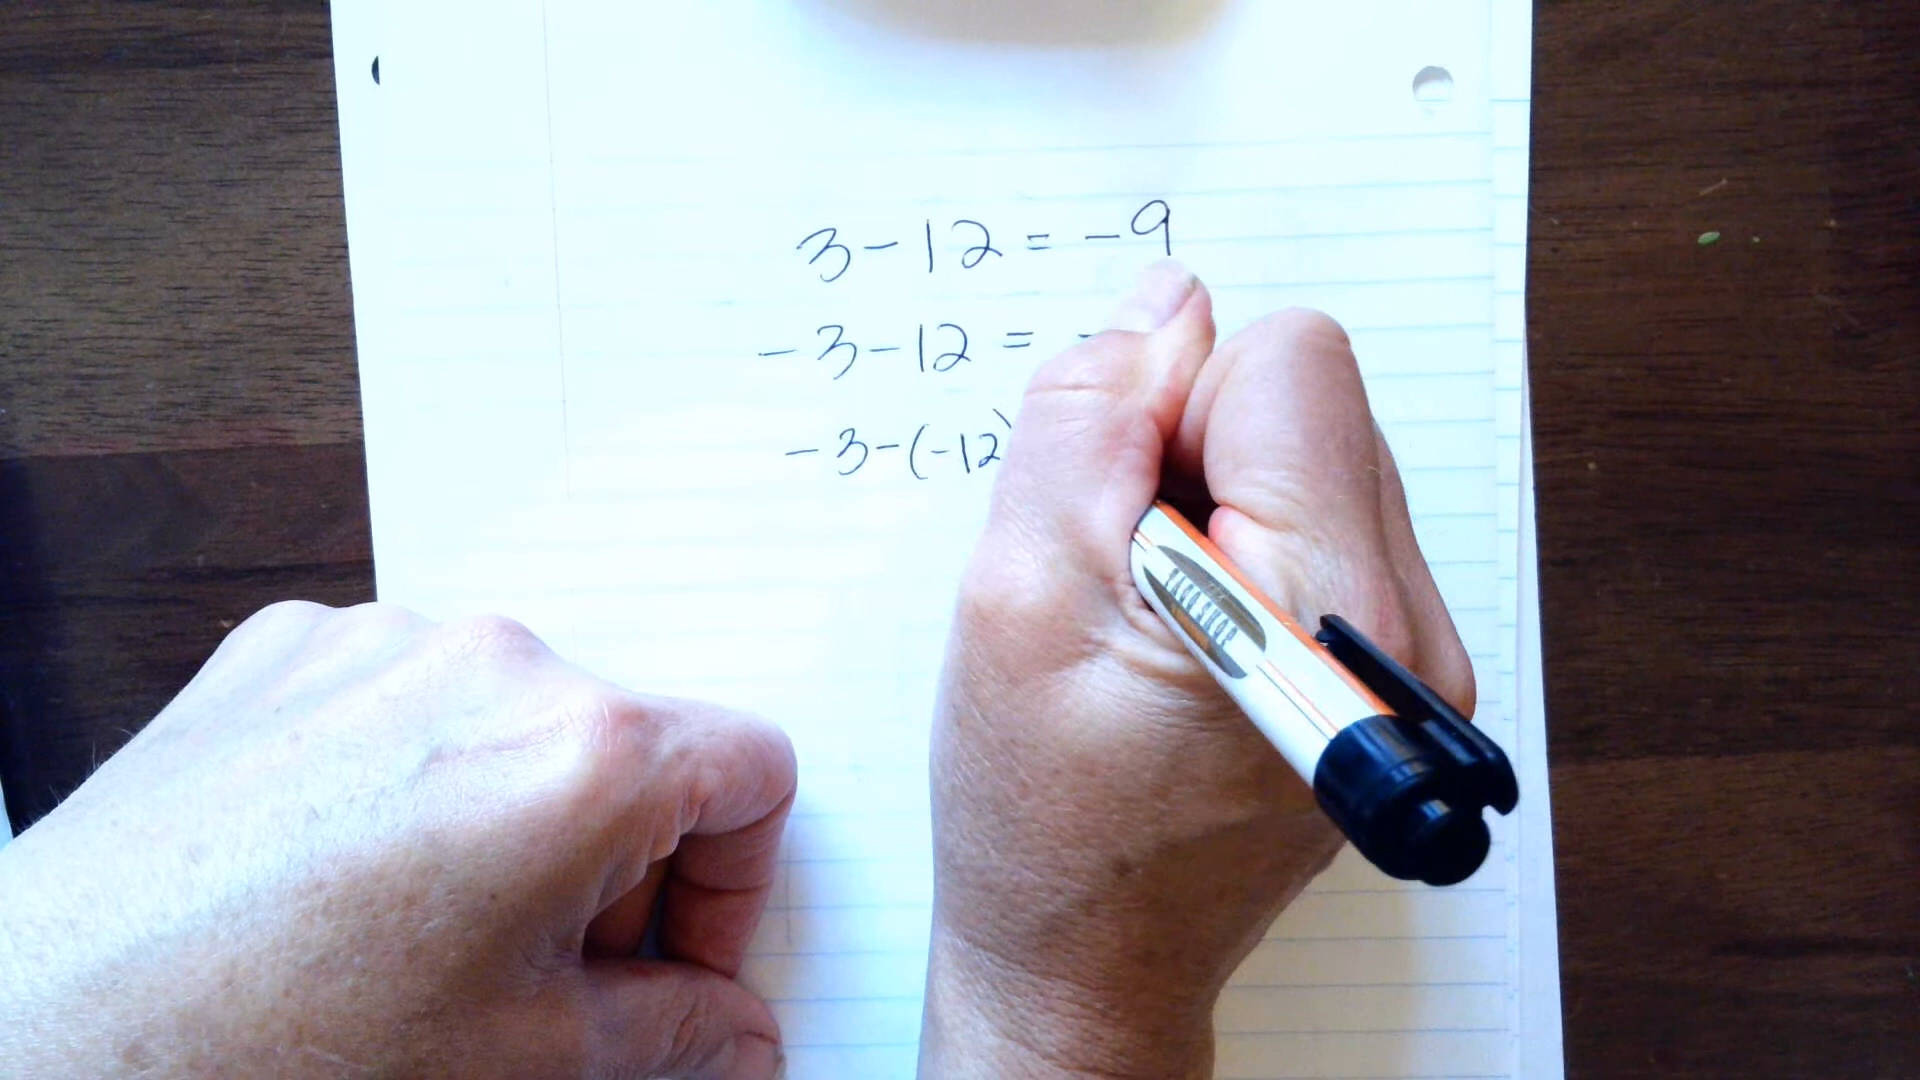 3-12 = -9
-3-12 = -
-3-(-12)